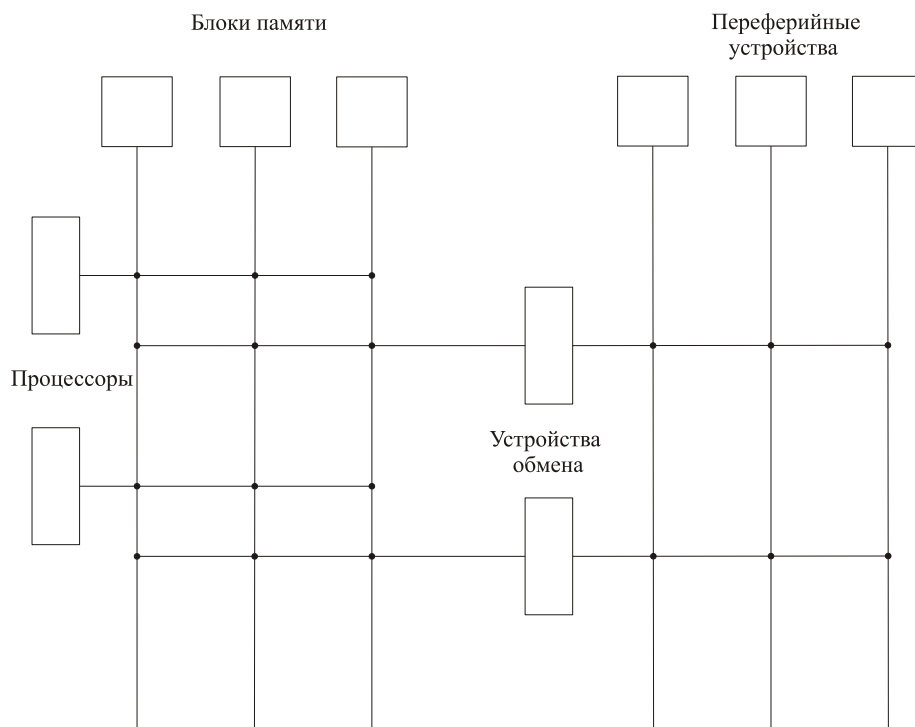 Блоки памяти
Переферийные
устройства
Процессоры
Устройства
обмена